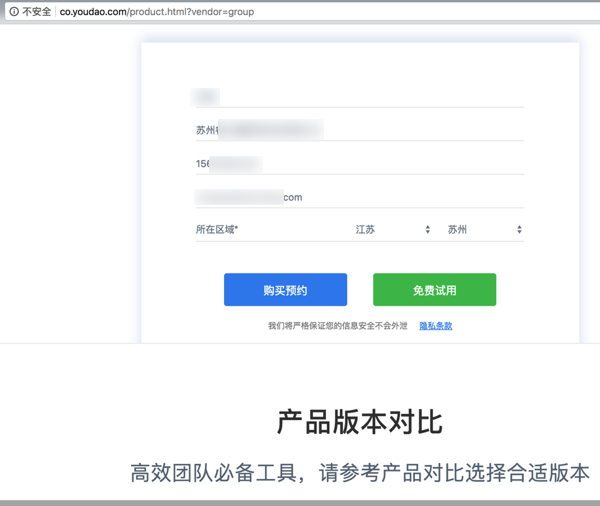 不安全 co.youdao.com/product.html?vendor=group
苏州
156
com
所在区域* 江苏 苏州
购买预约 免费试用
我们将严格保证您的信息安全不会外泄 隐私条款
产品版本对比
高效团队必备工具，请参考产品对比选择合适版本